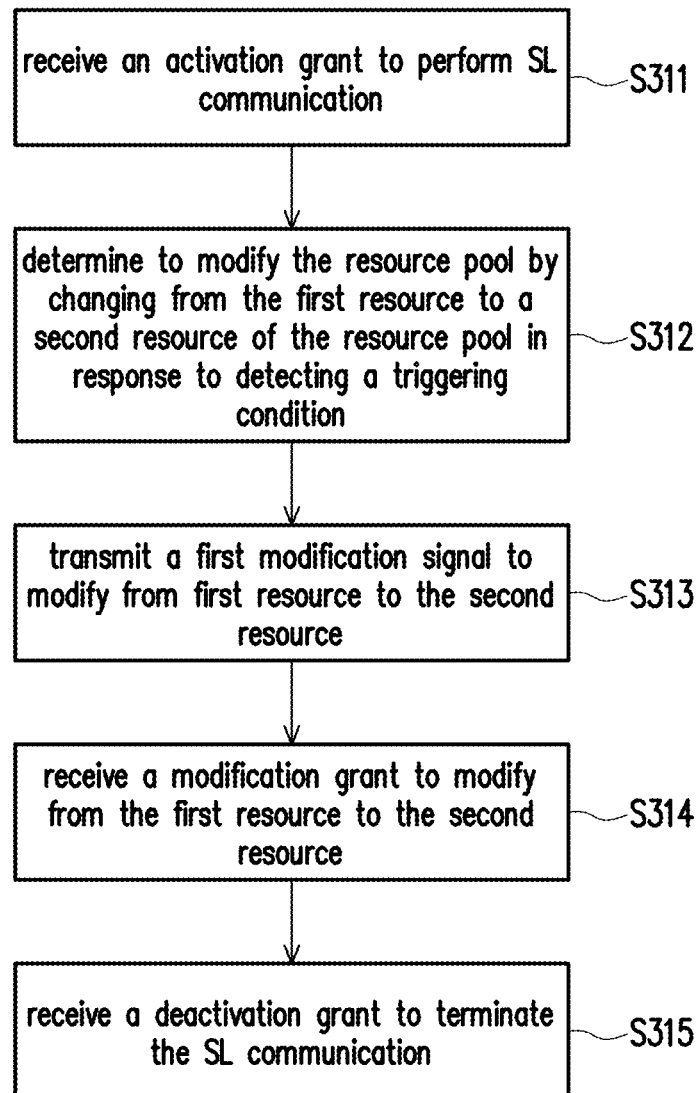 receive an activation grant to perform SL
communication
S311
determine to modify the resource pool by
changing from the first resource to a
second resource of the resource pool in
response to detecting a triggering
condition
S312
transmit a first modification signal to
modify from first resource to the second
resource
S313
receive a modification grant to modify
from the first resource to the second
resource
S314
receive a deactivation grant to terminate
the SL communication
S315